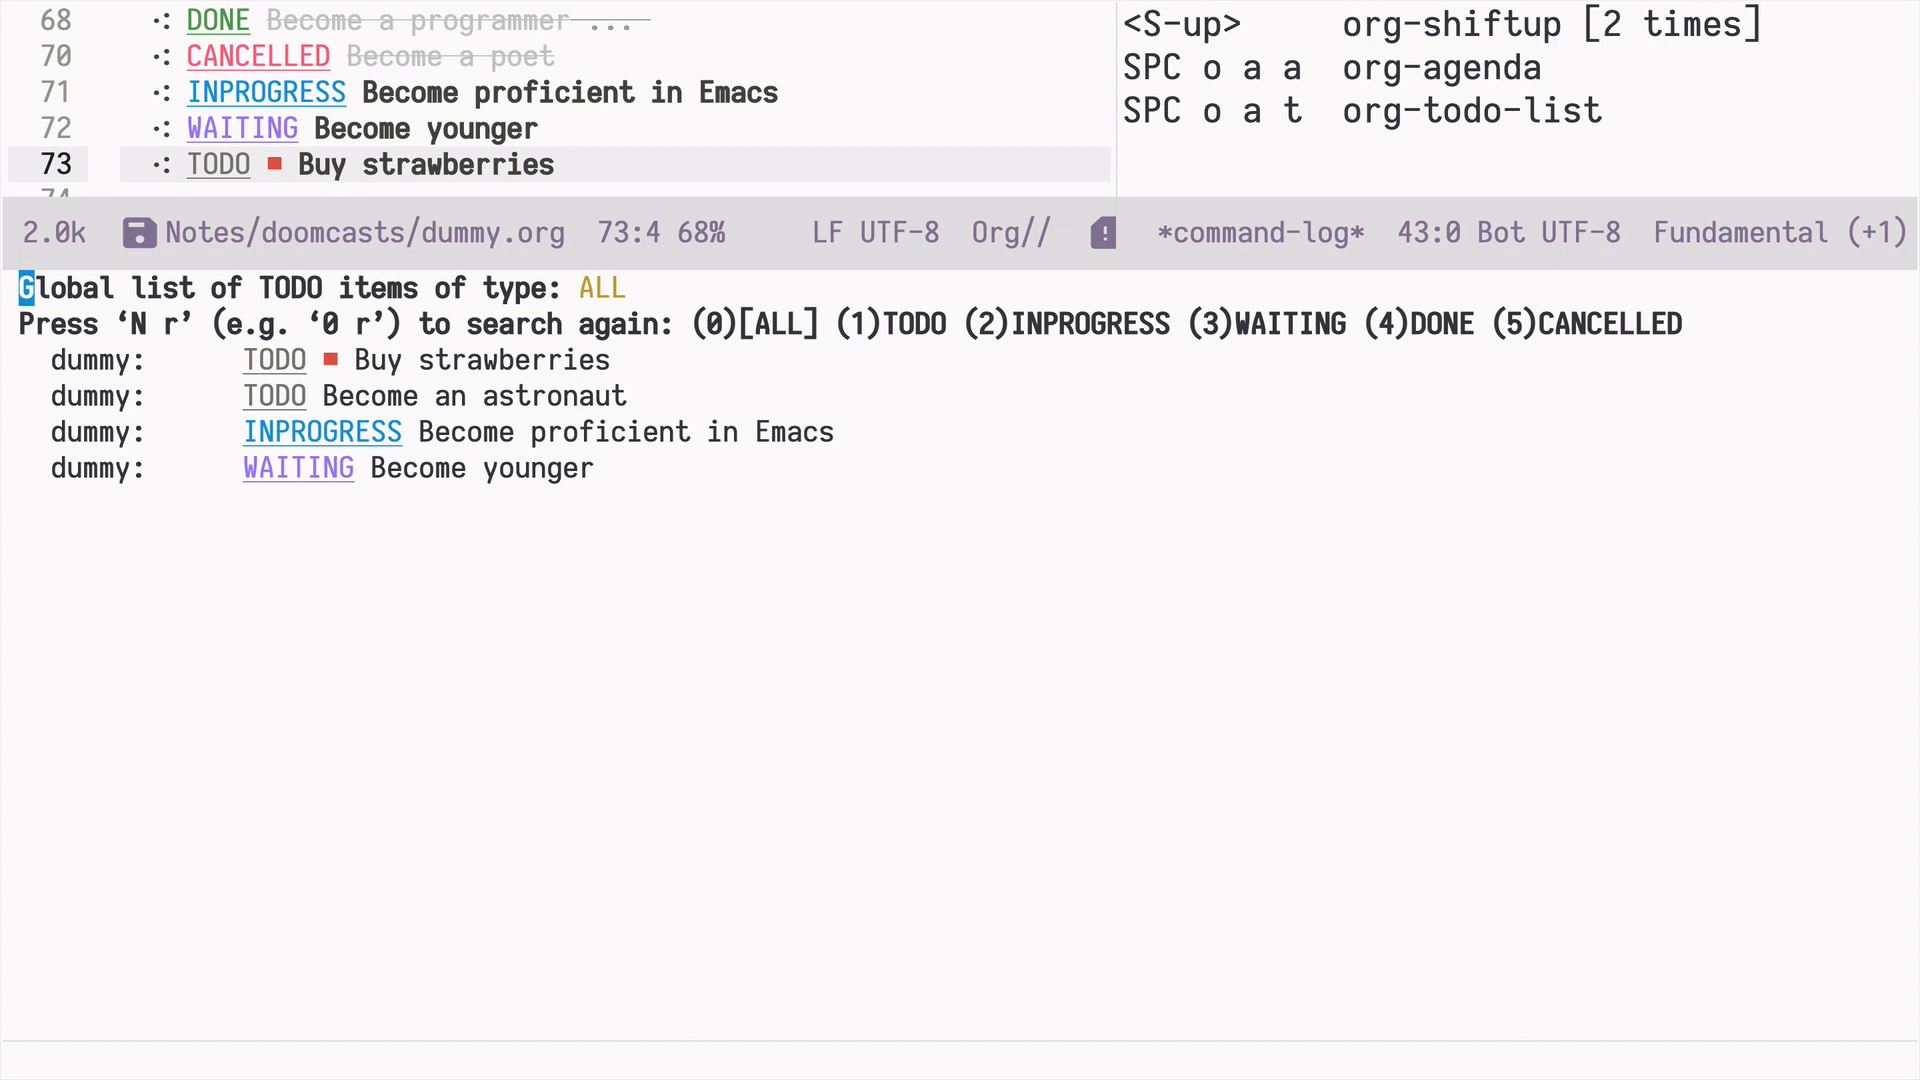 68 ·: DONE Become a programmer ...
70 ·: CANCELLED Become a poet
71 ·: INPROGRESS Become proficient in Emacs
72 ·: WAITING Become younger
73 ·: TODO Buy strawberries
74
<S-up> org-shiftup [2 times]
SPC o a a org-agenda
SPC o a t org-todo-list
2.0k Notes/doomcasts/dummy.org 73:4 68% LF UTF-8 Org//
*command-log* 43:0 Bot UTF-8 Fundamental (+1)
Global list of TODO items of type: ALL
Press ‘N r’ (e.g. ‘0 r’) to search again: (0)[ALL] (1)TODO (2)INPROGRESS (3)WAITING (4)DONE (5)CANCELLED
dummy: TODO Buy strawberries
dummy: TODO Become an astronaut
dummy: INPROGRESS Become proficient in Emacs
dummy: WAITING Become younger